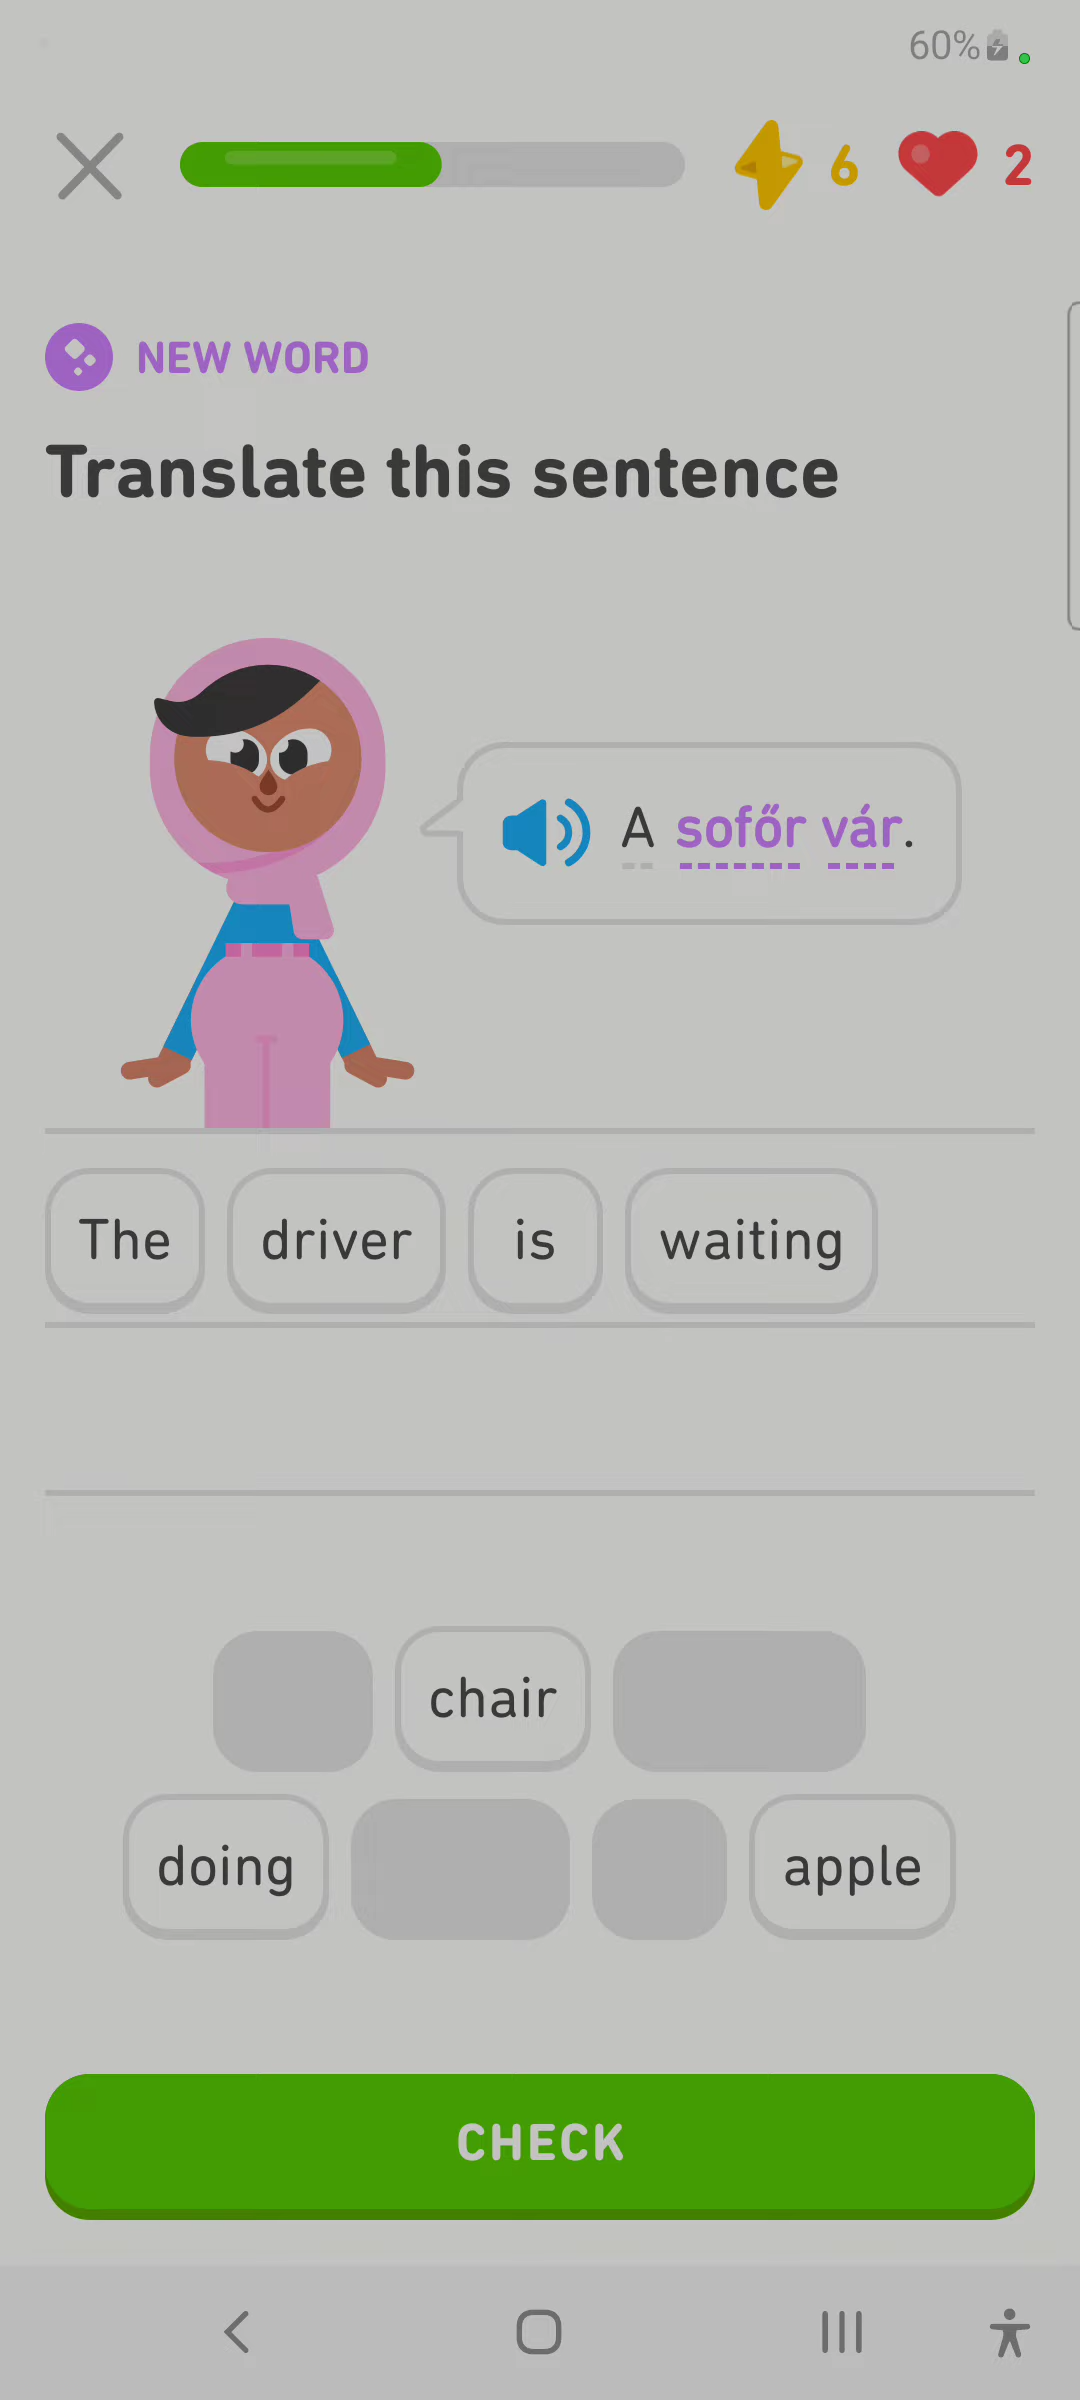 60%
6 2
NEW WORD
Translate this sentence
A sofőr vár.
The driver is waiting
chair
doing apple
CHECK